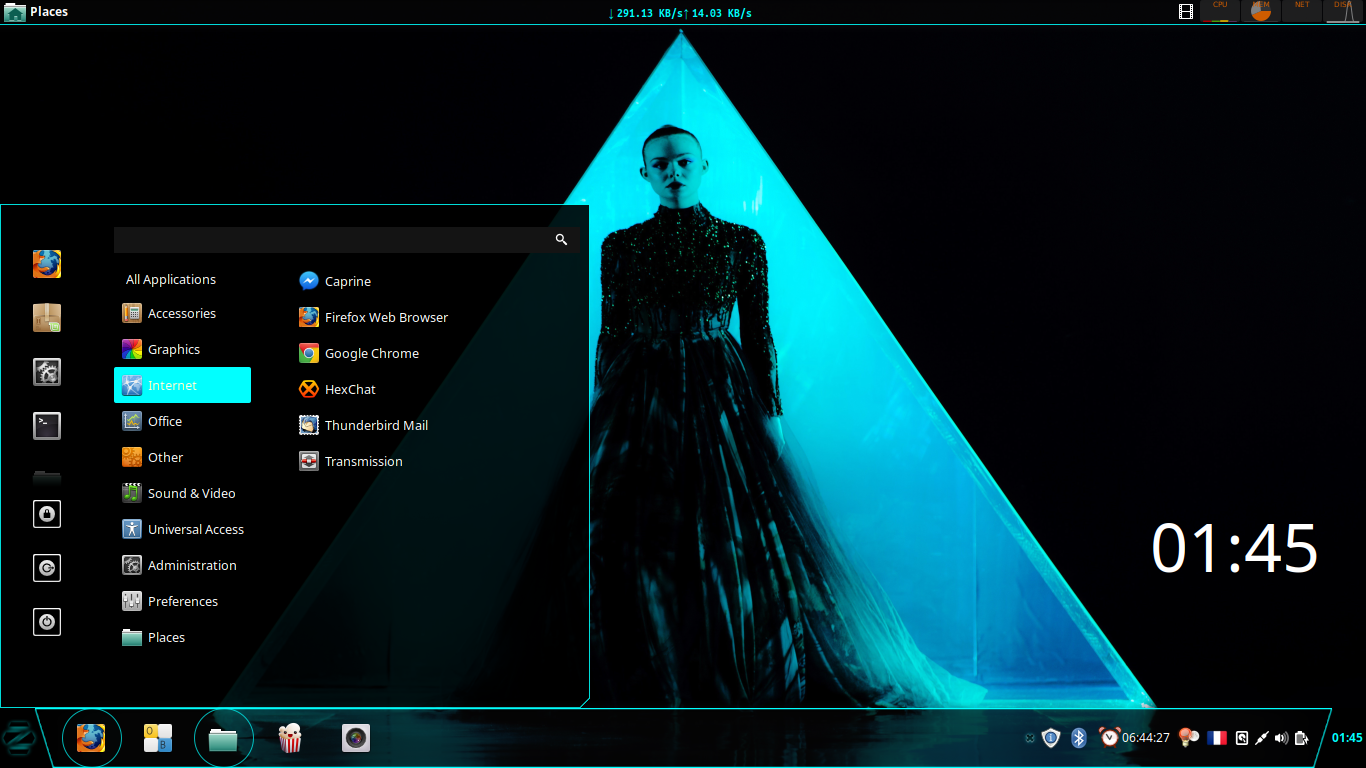 Places
↓291.13 KB/s↑14.03 KB/s
CPU
MEM
NET
DISK
All Applications
Accessories
Graphics
Internet
Office
Other
Sound & Video
Universal Access
Administration
Preferences
Places
Caprine
Firefox Web Browser
Google Chrome
HexChat
Thunderbird Mail
Transmission
01:45
06:44:27
01:45